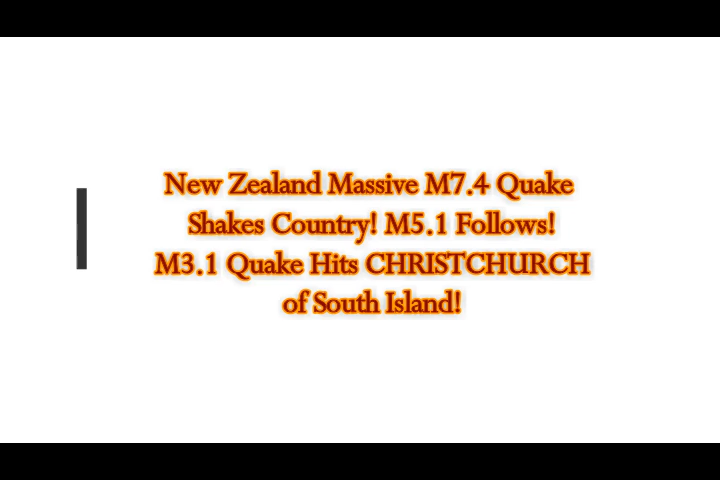 New Zealand Massive M7.4 Quake
Shakes Country! M5.1 Follows!
M3.1 Quake Hits CHRISTCHURCH
of South Island!